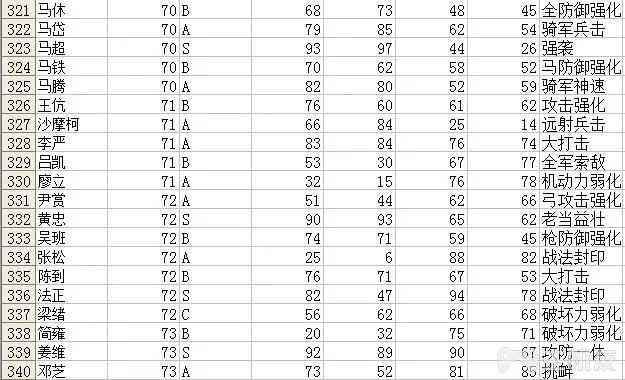 321 马休 70 B 68 73 48 45 全防御强化
322 马岱 70 A 79 85 62 54 骑军兵击
323 马超 70 S 93 97 44 26 强袭
324 马铁 70 B 70 62 58 52 马防御强化
325 马腾 70 A 82 80 52 59 骑军神速
326 王伉 71 B 76 60 61 62 攻击强化
327 沙摩柯 71 A 66 84 25 14 远射兵击
328 李严 71 A 83 84 76 74 大打击
329 吕凯 71 B 53 30 67 77 全军索敌
330 廖立 71 A 32 15 76 78 机动力弱化
331 尹赏 72 A 51 44 62 66 弓攻击强化
332 黄忠 72 S 90 93 65 62 老当益壮
333 吴班 72 B 74 71 59 45 枪防御强化
334 张松 72 A 25 6 88 82 战法封印
335 陈到 72 B 76 71 67 53 大打击
336 法正 72 S 82 47 94 78 战法封印
337 梁绪 72 C 56 62 66 68 破坏力弱化
338 简雍 73 B 20 32 75 71 破坏力弱化
339 姜维 73 S 92 89 90 67 攻防一体
340 邓芝 73 A 73 52 81 85 挑衅